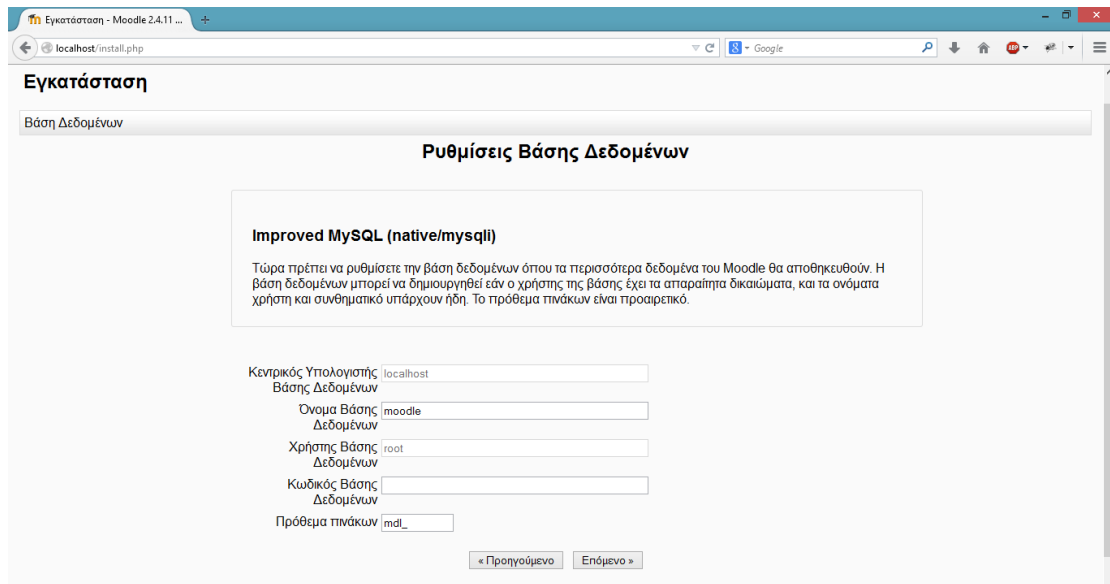 Εγκατάσταση - Moodle 2.4.11 ...
localhost/install.php
Google
ABP
Εγκατάσταση
Βάση Δεδομένων
Ρυθμίσεις Βάσης Δεδομένων
Improved MySQL (native/mysqli)
Τώρα πρέπει να ρυθμίσετε την βάση δεδομένων όπου τα περισσότερα δεδομένα του Moodle θα αποθηκευθούν. Η
βάση δεδομένων μπορεί να δημιουργηθεί εάν ο χρήστης της βάσης έχει τα απαραίτητα δικαιώματα, και τα ονόματα
χρήστη και συνθηματικό υπάρχουν ήδη. Το πρόθεμα πινάκων είναι προαιρετικό.
Κεντρικός Υπολογιστής
Βάσης Δεδομένων
localhost
Όνομα Βάσης
Δεδομένων
moodle
Χρήστης Βάσης
Δεδομένων
root
Κωδικός Βάσης
Δεδομένων
Πρόθεμα πινάκων
mdl_
« Προηγούμενο
Επόμενο »